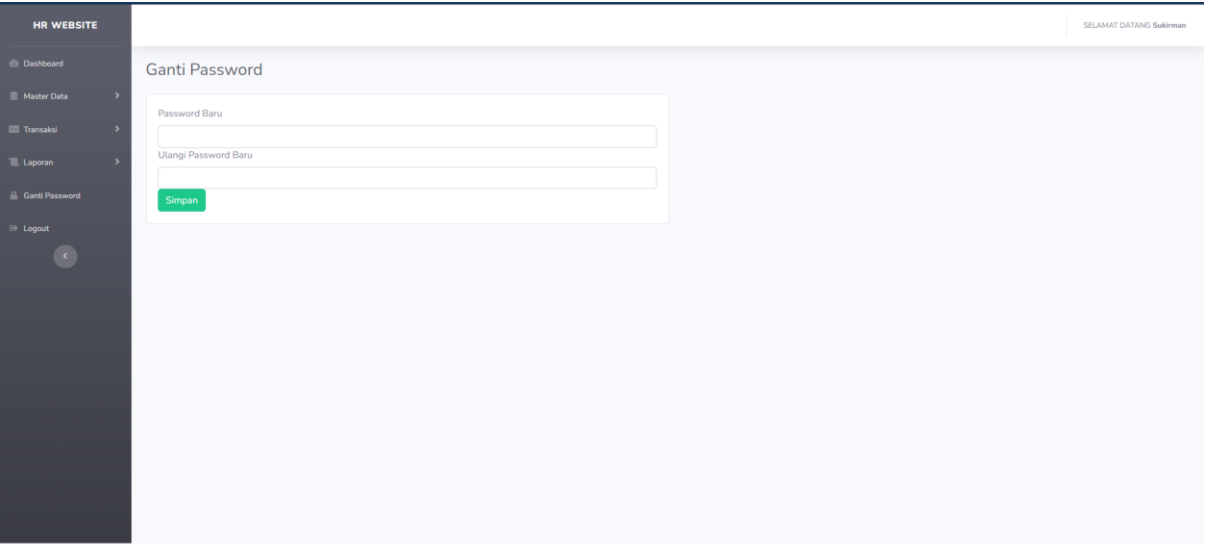 HR WEBSITE
SELAMAT DATANG Sukirman
Dashboard
Master Data
Transaksi
Laporan
Ganti Password
Logout
Ganti Password
Password Baru
Ulangi Password Baru
Simpan